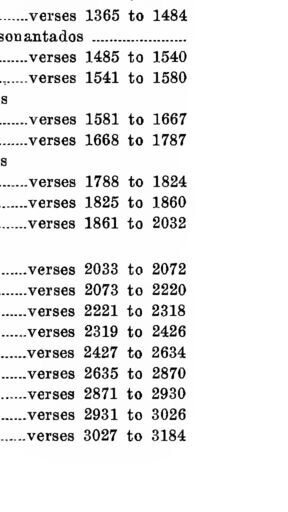 .......verses 1365 to 1484
sonantados ......................
.......verses 1485 to 1540
.......verses 1541 to 1580
s
.......verses 1581 to 1667
.......verses 1668 to 1787
s
.......verses 1788 to 1824
.......verses 1825 to 1860
.......verses 1861 to 2032
......verses 2033 to 2072
......verses 2073 to 2220
......verses 2221 to 2318
......verses 2319 to 2426
......verses 2427 to 2634
......verses 2635 to 2870
......verses 2871 to 2930
......verses 2931 to 3026
......verses 3027 to 3184